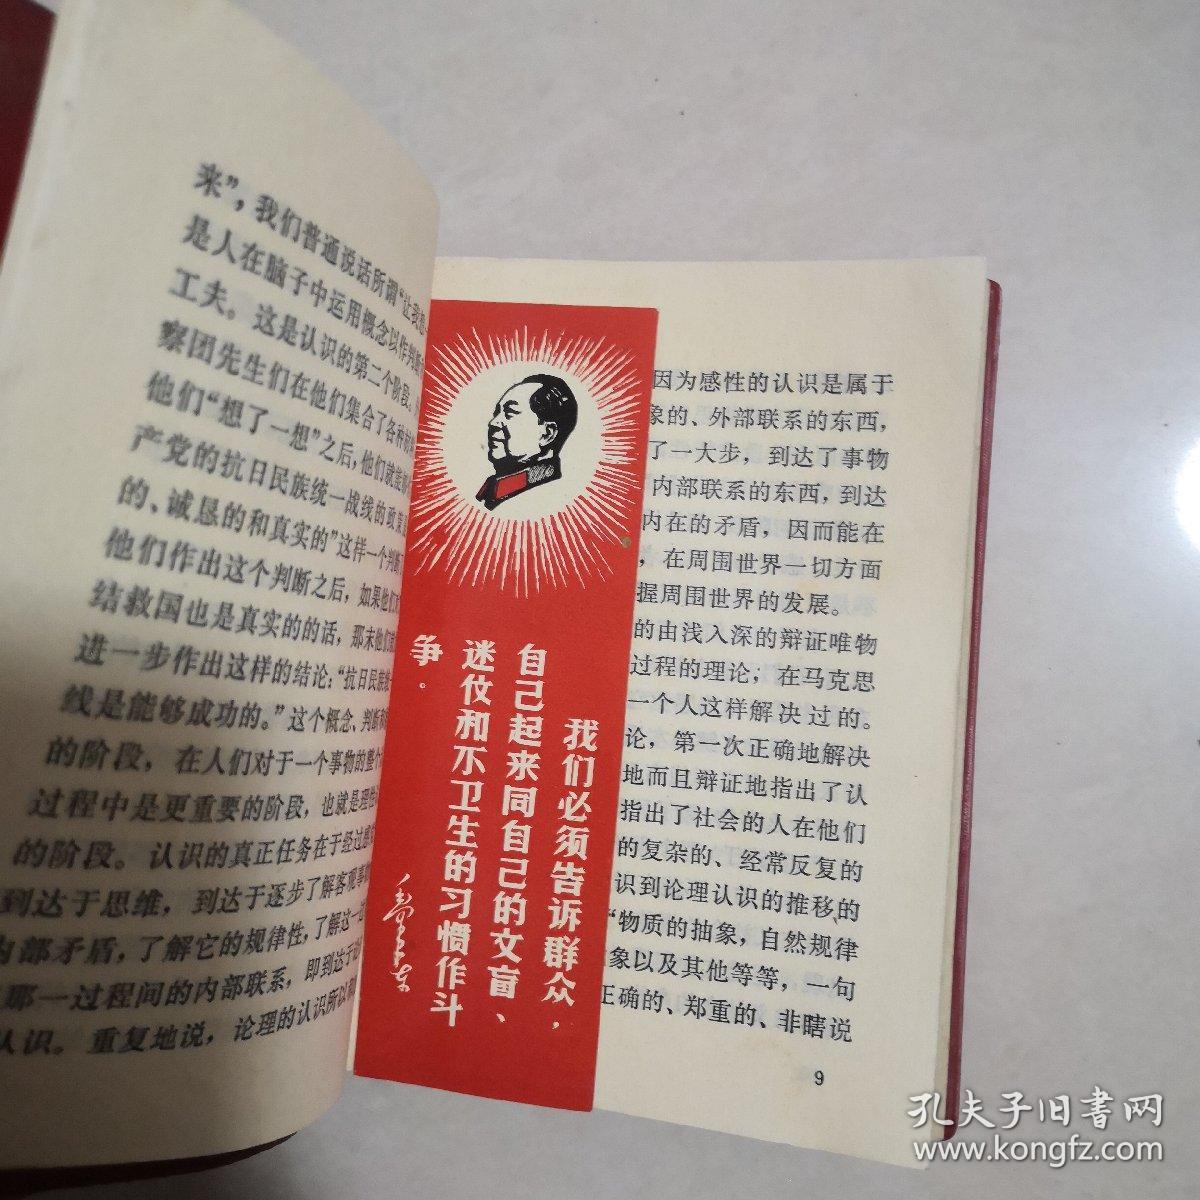 来”，我们普通说话所谓“让我想
是人在脑子中运用概念以作判断
工夫。这是认识的第二个阶段。
察团先生们在他们集合了各种
他们“想了一想”之后，他们就能
产党的抗日民族统一战线的政策
的、诚恳的和真实的”这样一个判断
他们作出这个判断之后，如果他们
结救国也是真实的的话，那末他们
进一步作出这样的结论：“抗日民族
线是能够成功的。”这个概念、判断和
的阶段，在人们对于一个事物的整个
过程中是更重要的阶段，也就是理性
的阶段。认识的真正任务在于经过
到达于思维，到达于逐步了解客观事
内部矛盾，了解它的规律性，了解这一
那一过程间的内部联系，即到达于
认识。重复地说，论理的认识所以
我们必须告诉群众，
自己起来同自己的文盲、
迷伩和不卫生的习惯作斗
争。
毛泽东
因为感性的认识是属于
象的、外部联系的东西，
了一大步，到达了事物
内部联系的东西，到达
内在的矛盾，因而能在
，在周围世界一切方面
握周围世界的发展。
的由浅入深的辩证唯物
过程的理论，在马克思
一个人这样解决过的。
论，第一次正确地解决
地而且辩证地指出了认
指出了社会的人在他们
的复杂的、经常反复的
识到论理认识的推移的
“物质的抽象，自然规律
象以及其他等等，一句
正确的、郑重的、非瞎说
9
孔夫子旧书网
www.kongfz.com